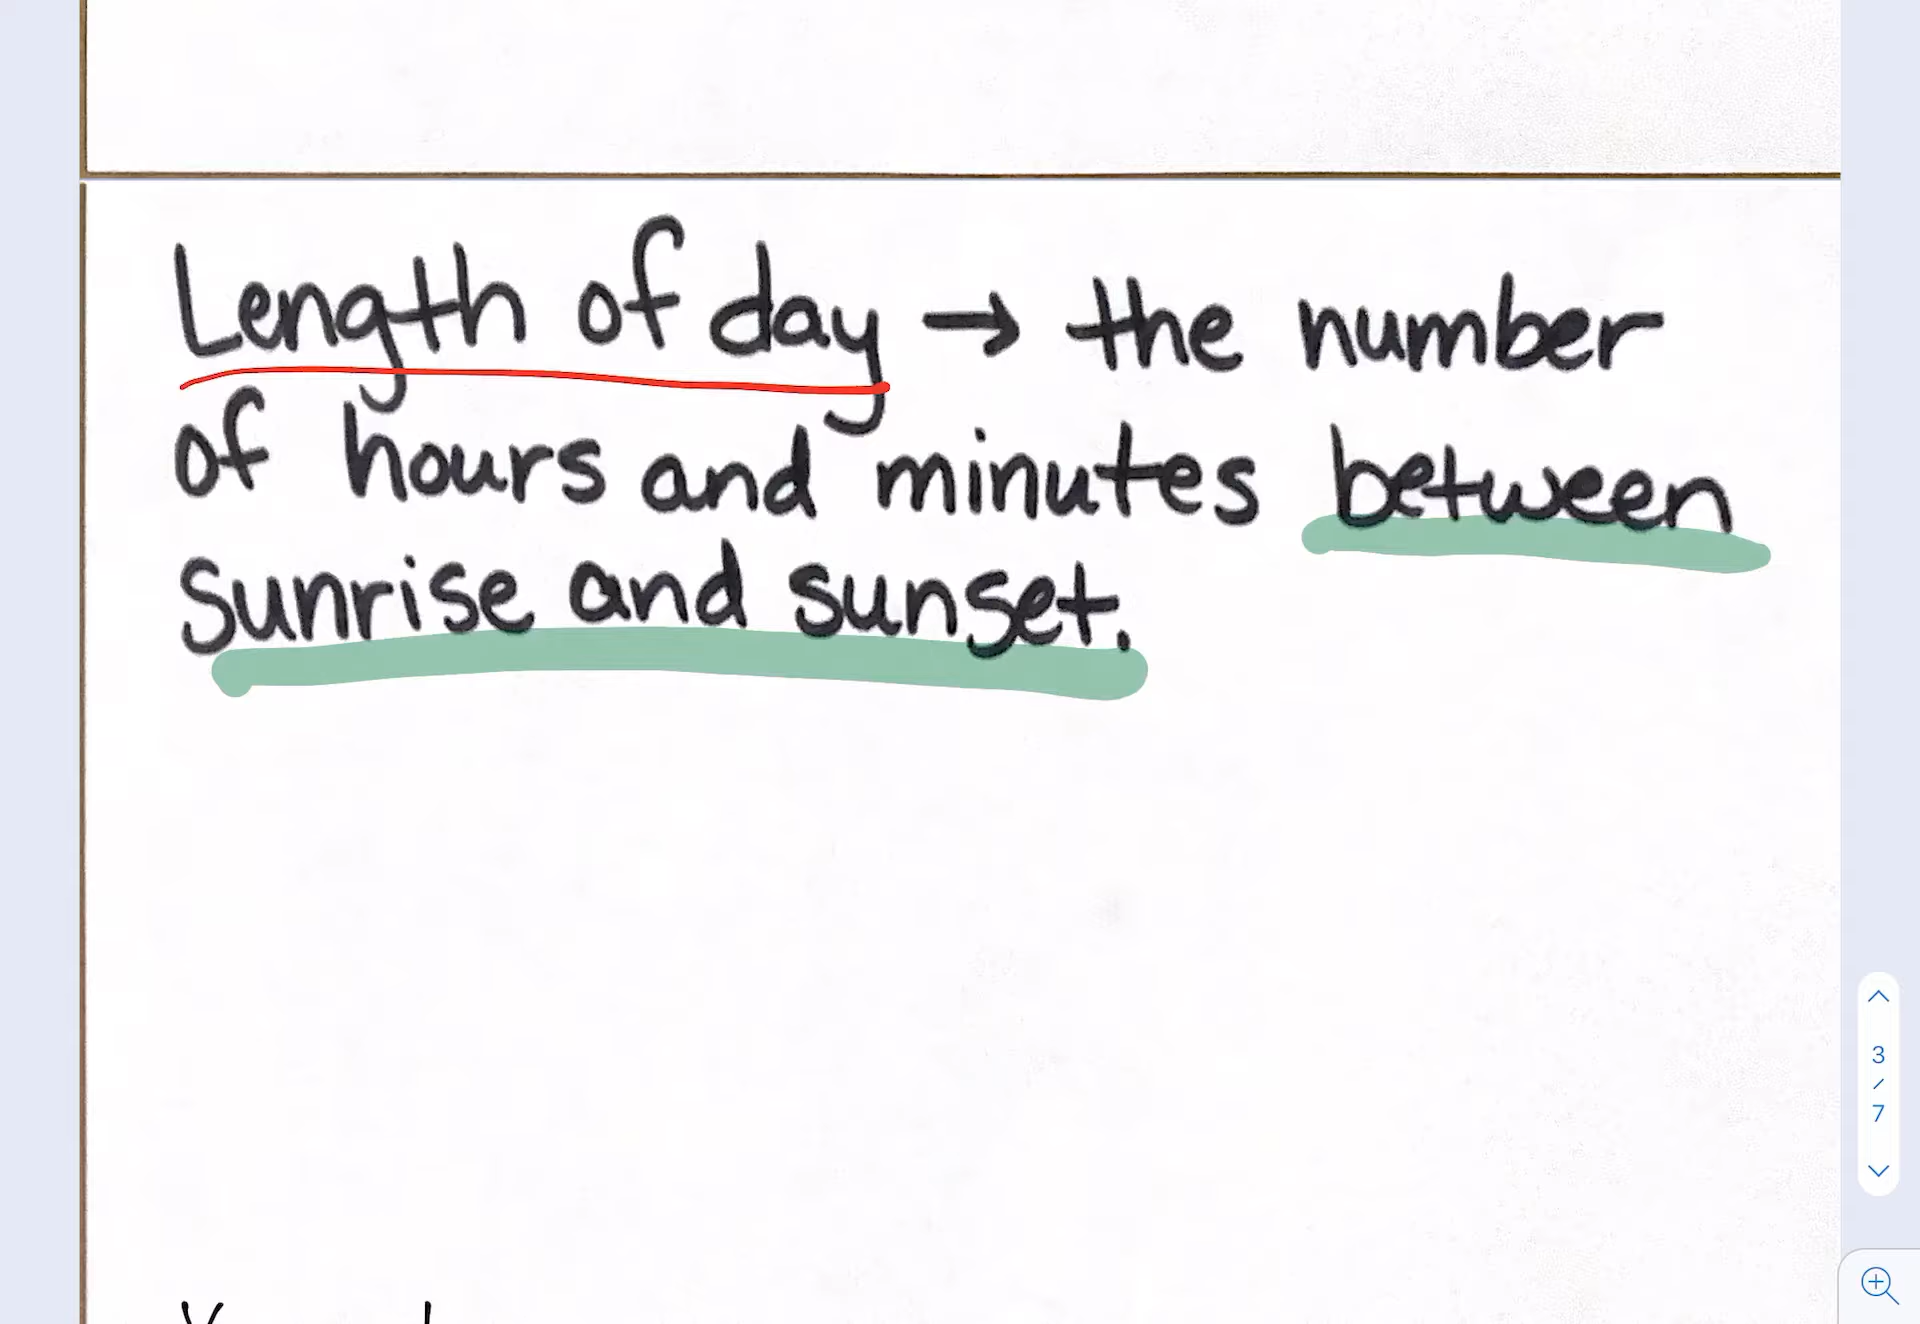 Length of day → the number
of hours and minutes between
sunrise and sunset.
3
/
7